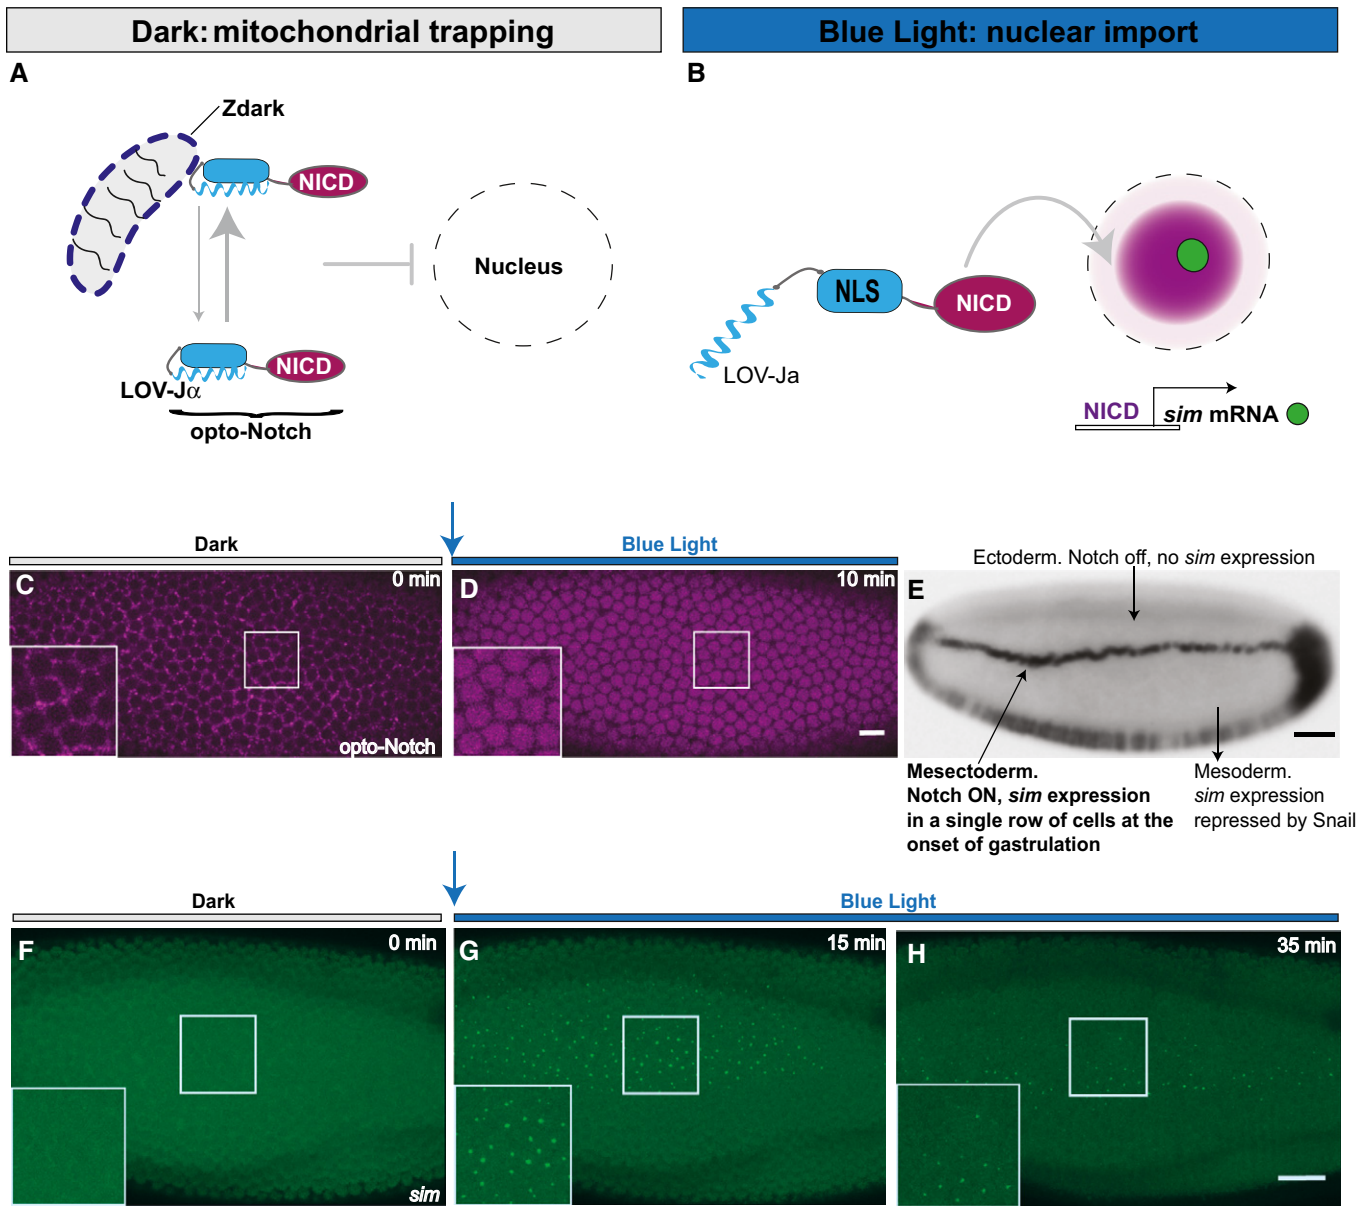 Dark: mitochondrial trapping
Blue Light: nuclear import
A
Zdark
NICD
Nucleus
NICD
LOV-Jα
opto-Notch
B
NLS
NICD
LOV-Ja
NICD
sim mRNA
Dark
Blue Light
C
0 min
opto-Notch
D
10 min
Ectoderm. Notch off, no sim expression
E
Mesectoderm.
Notch ON, sim expression
in a single row of cells at the
onset of gastrulation
Mesoderm.
sim expression
repressed by Snail
Dark
Blue Light
F
0 min
sim
G
15 min
H
35 min